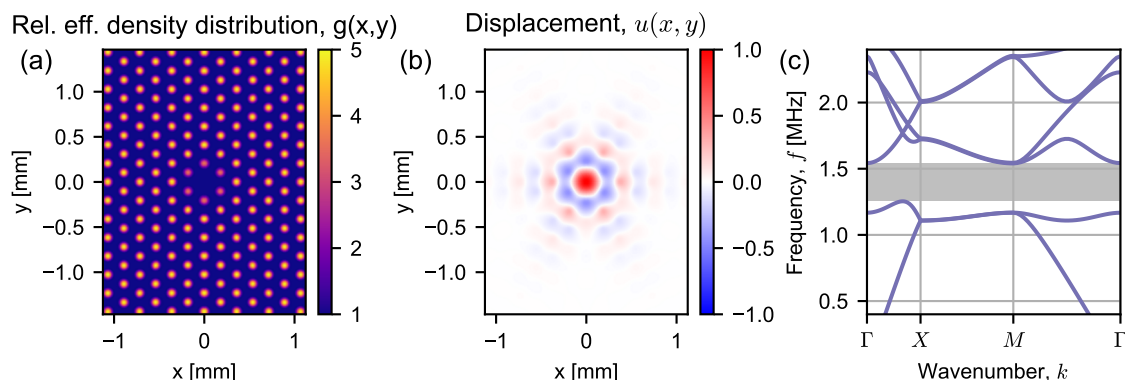 Rel. eff. density distribution, g(x,y)
Displacement, u(x, y)
(a)
(b)
(c)
1.0
0.5
0.0
−0.5
−1.0
y [mm]
−1
0
1
x [mm]
5
4
3
2
1
1.0
0.5
0.0
−0.5
−1.0
y [mm]
−1
0
1
x [mm]
1.0
0.5
0.0
−0.5
−1.0
2.0
1.5
1.0
0.5
Frequency, f [MHz]
Γ
X
M
Γ
Wavenumber, k